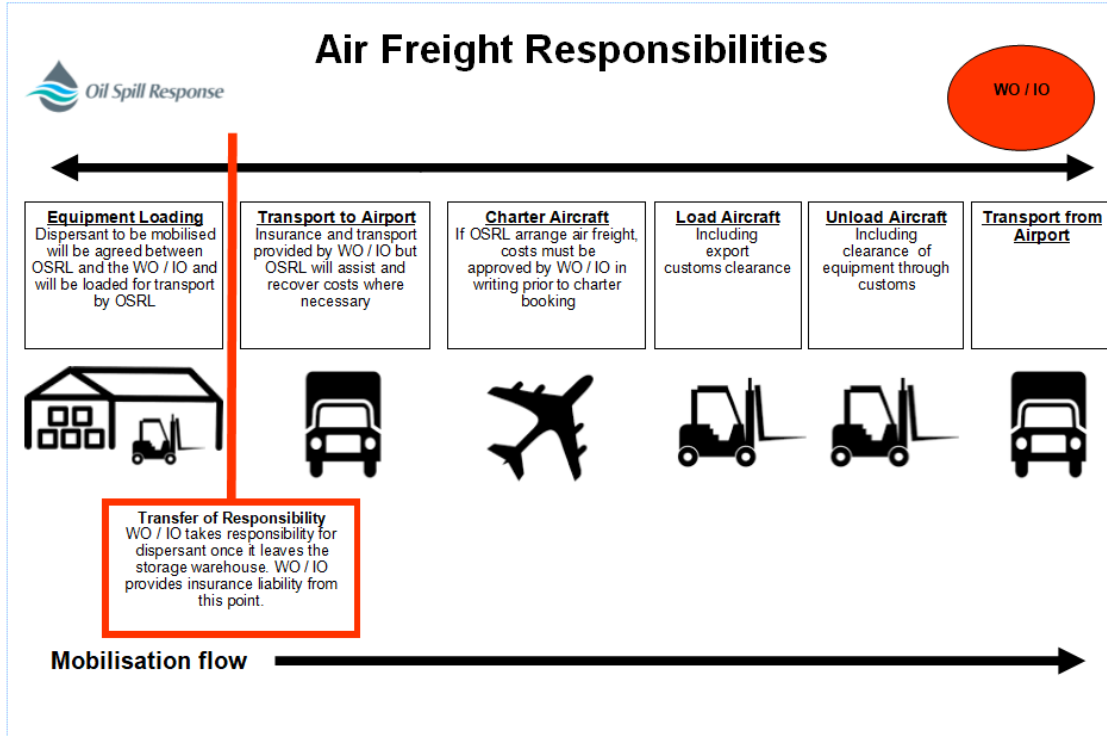 Air Freight Responsibilities
Oil Spill Response
WO / IO
Equipment Loading
Dispersant to be mobilised
will be agreed between
OSRL and the WO / IO and
will be loaded for transport
by OSRL
Transport to Airport
Insurance and transport
provided by WO / IO but
OSRL will assist and
recover costs where
necessary
Charter Aircraft
If OSRL arrange air freight,
costs must be
approved by WO / IO in
writing prior to charter
booking
Load Aircraft
Including
export
customs clearance
Unload Aircraft
Including
clearance of
equipment through
customs
Transport from
Airport
Transfer of Responsibility
WO / IO takes responsibility for
dispersant once it leaves the
storage warehouse. WO / IO
provides insurance liability from
this point.
Mobilisation flow